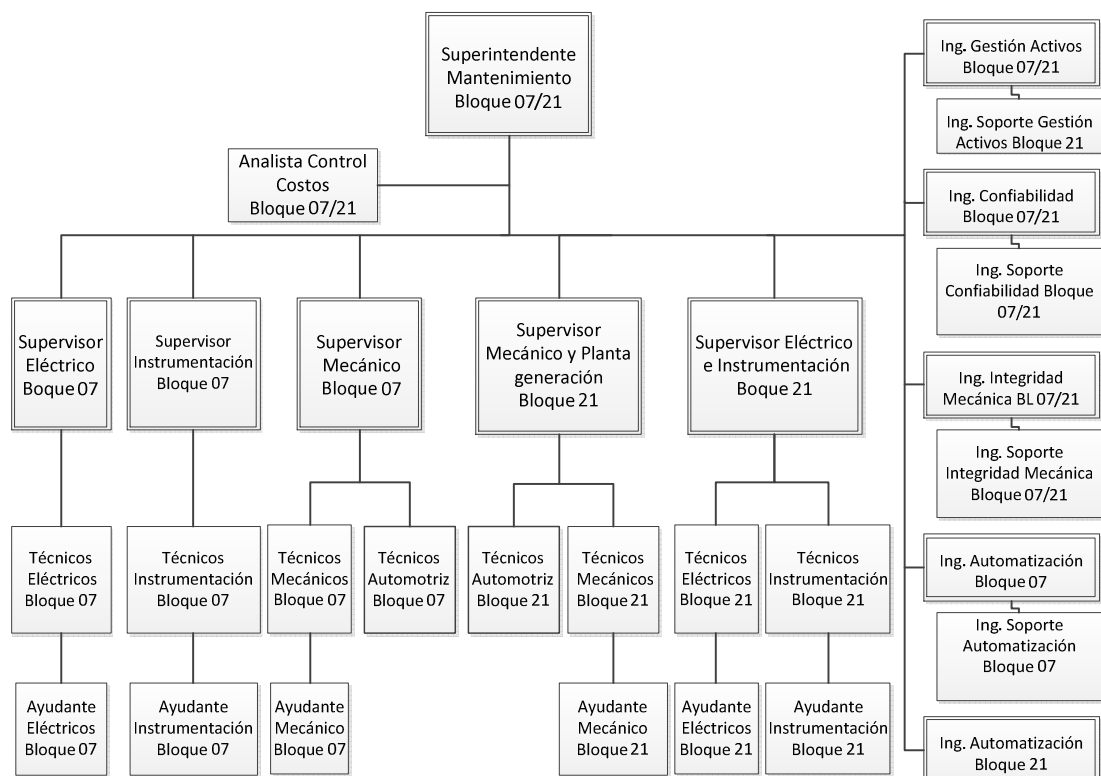 Superintendente
Mantenimiento
Bloque 07/21
Analista Control
Costos
Bloque 07/21
Supervisor
Eléctrico
Boque 07
Supervisor
Instrumentación
Bloque 07
Supervisor
Mecánico
Bloque 07
Supervisor
Mecánico y Planta
generación
Bloque 21
Supervisor Eléctrico
e Instrumentación
Boque 21
Técnicos
Eléctricos
Bloque 07
Técnicos
Instrumentación
Bloque 07
Técnicos
Mecánicos
Bloque 07
Técnicos
Automotriz
Bloque 07
Técnicos
Automotriz
Bloque 21
Técnicos
Mecánicos
Bloque 21
Técnicos
Eléctricos
Bloque 21
Técnicos
Instrumentación
Bloque 21
Ayudante
Eléctricos
Bloque 07
Ayudante
Instrumentación
Bloque 07
Ayudante
Mecánico
Bloque 07
Ayudante
Mecánico
Bloque 21
Ayudante
Eléctricos
Bloque 21
Ayudante
Instrumentación
Bloque 21
Ing. Gestión Activos
Bloque 07/21
Ing. Soporte Gestión
Activos Bloque 21
Ing. Confiabilidad
Bloque 07/21
Ing. Soporte
Confiabilidad Bloque
07/21
Ing. Integridad
Mecánica BL 07/21
Ing. Soporte
Integridad Mecánica
Bloque 07/21
Ing. Automatización
Bloque 07
Ing. Soporte
Automatización
Bloque 07
Ing. Automatización
Bloque 21